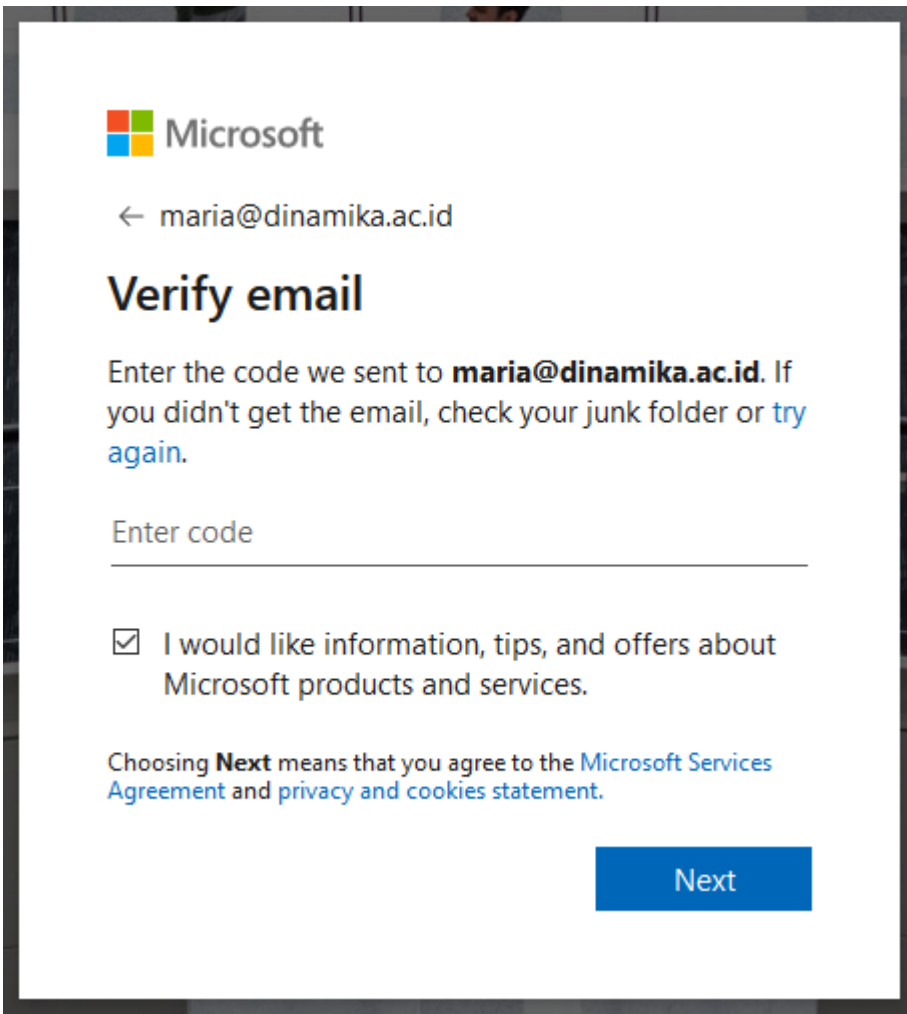 Microsoft
← maria@dinamika.ac.id
Verify email
Enter the code we sent to maria@dinamika.ac.id. If
you didn't get the email, check your junk folder or try
again.
Enter code
I would like information, tips, and offers about
Microsoft products and services.
Choosing Next means that you agree to the Microsoft Services
Agreement and privacy and cookies statement.
Next